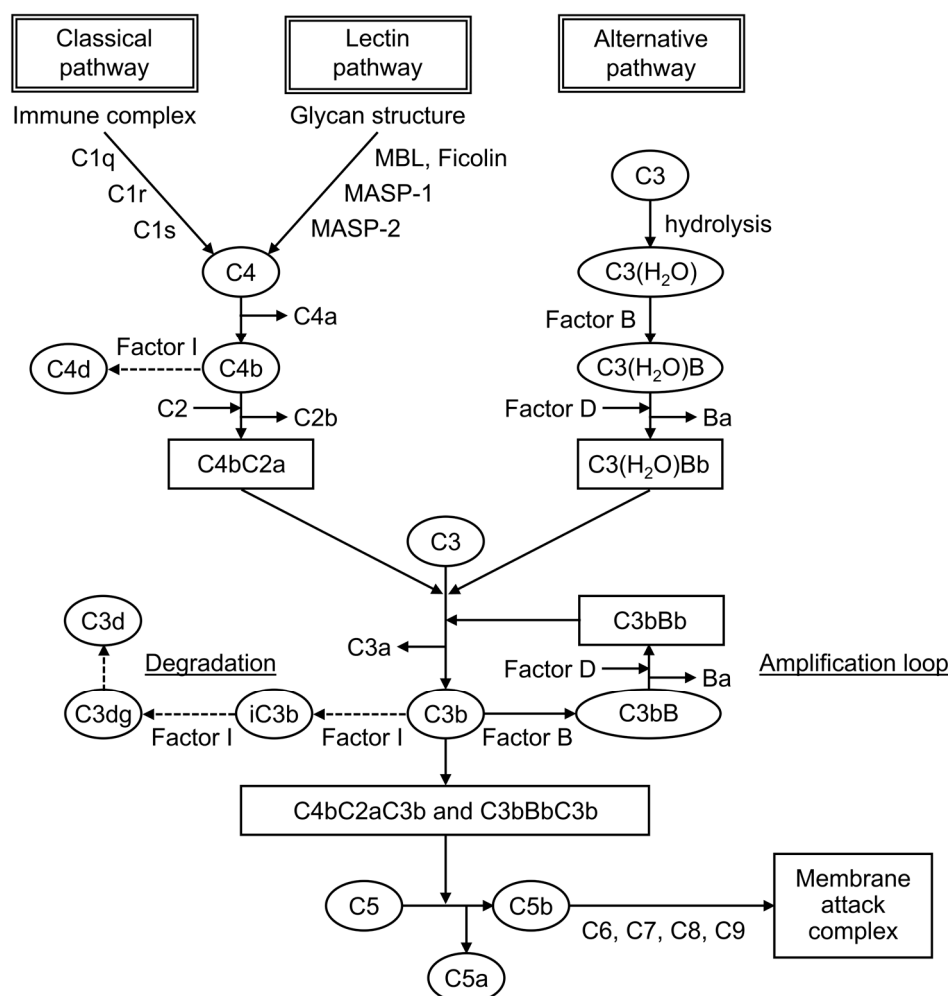 Classical
pathway
Lectin
pathway
Alternative
pathway
Immune complex
Glycan structure
C1q
C1r
C1s
MBL, Ficolin
MASP-1
MASP-2
C3
hydrolysis
C4
C3(H₂O)
C4a
Factor B
Factor I
C4d
C4b
C3(H₂O)B
C2
C2b
Factor D
Ba
C4bC2a
C3(H₂O)Bb
C3
C3d
C3bBb
C3a
Degradation
Factor D
Ba
Amplification loop
C3dg
iC3b
C3b
C3bB
Factor I
Factor I
Factor B
C4bC2aC3b and C3bBbC3b
C5
C5b
C6, C7, C8, C9
Membrane
attack
complex
C5a